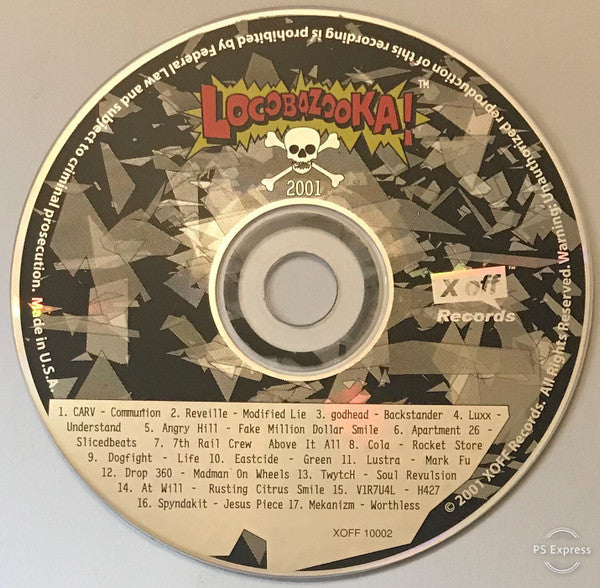 Unauthorized reproduction of this recording is prohibited by Federal Law and subject to criminal prosecution. Made in U.S.A.
LOCOBAZOOKA! TM
2001
X off TM
Records
© 2001 XOFF Records. All Rights Reserved. Warning:
1. CARV - Communtion 2. Reveille - Modified Lie 3. godhead - Backstander 4. Luxx -
Understand 5. Angry Hill - Fake Million Dollar Smile 6. Apartment 26 -
Slicedbeats 7. 7th Rail Crew Above It All 8. Cola - Rocket Store
9. Dogfight - Life 10. Eastcide - Green 11. Lustra - Mark Fu
12. Drop 360 - Madman On Wheels 13. TwytcH - Soul Revulsion
14. At Will - Rusting Citrus Smile 15. V1R7U4L - H427
16. Spyndakit - Jesus Piece 17. Mekanizm - Worthless
XOFF 10002
PS Express